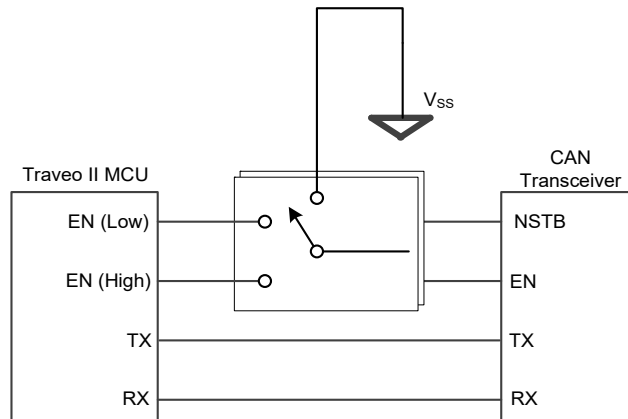 VSS
Traveo II MCU
CAN
Transceiver
EN (Low)
NSTB
EN (High)
EN
TX
TX
RX
RX